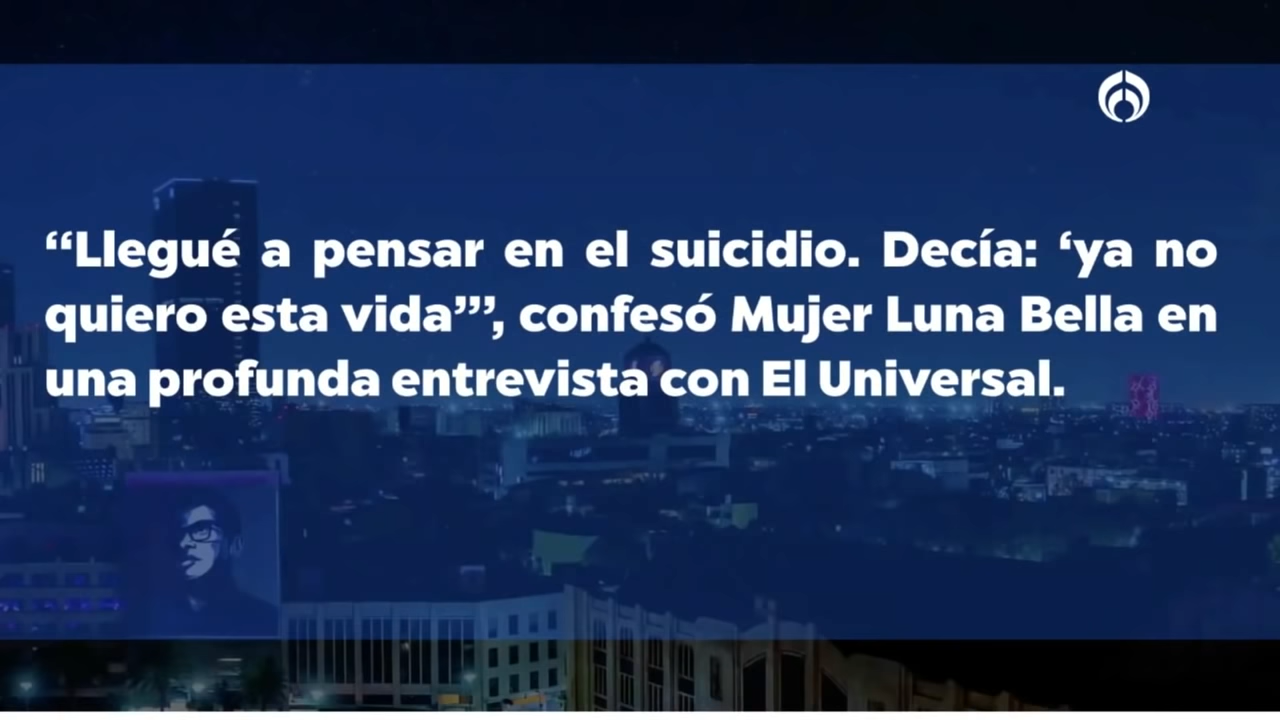 “Llegué a pensar en el suicidio. Decía: ‘ya no
quiero esta vida’”, confesó Mujer Luna Bella en
una profunda entrevista con El Universal.